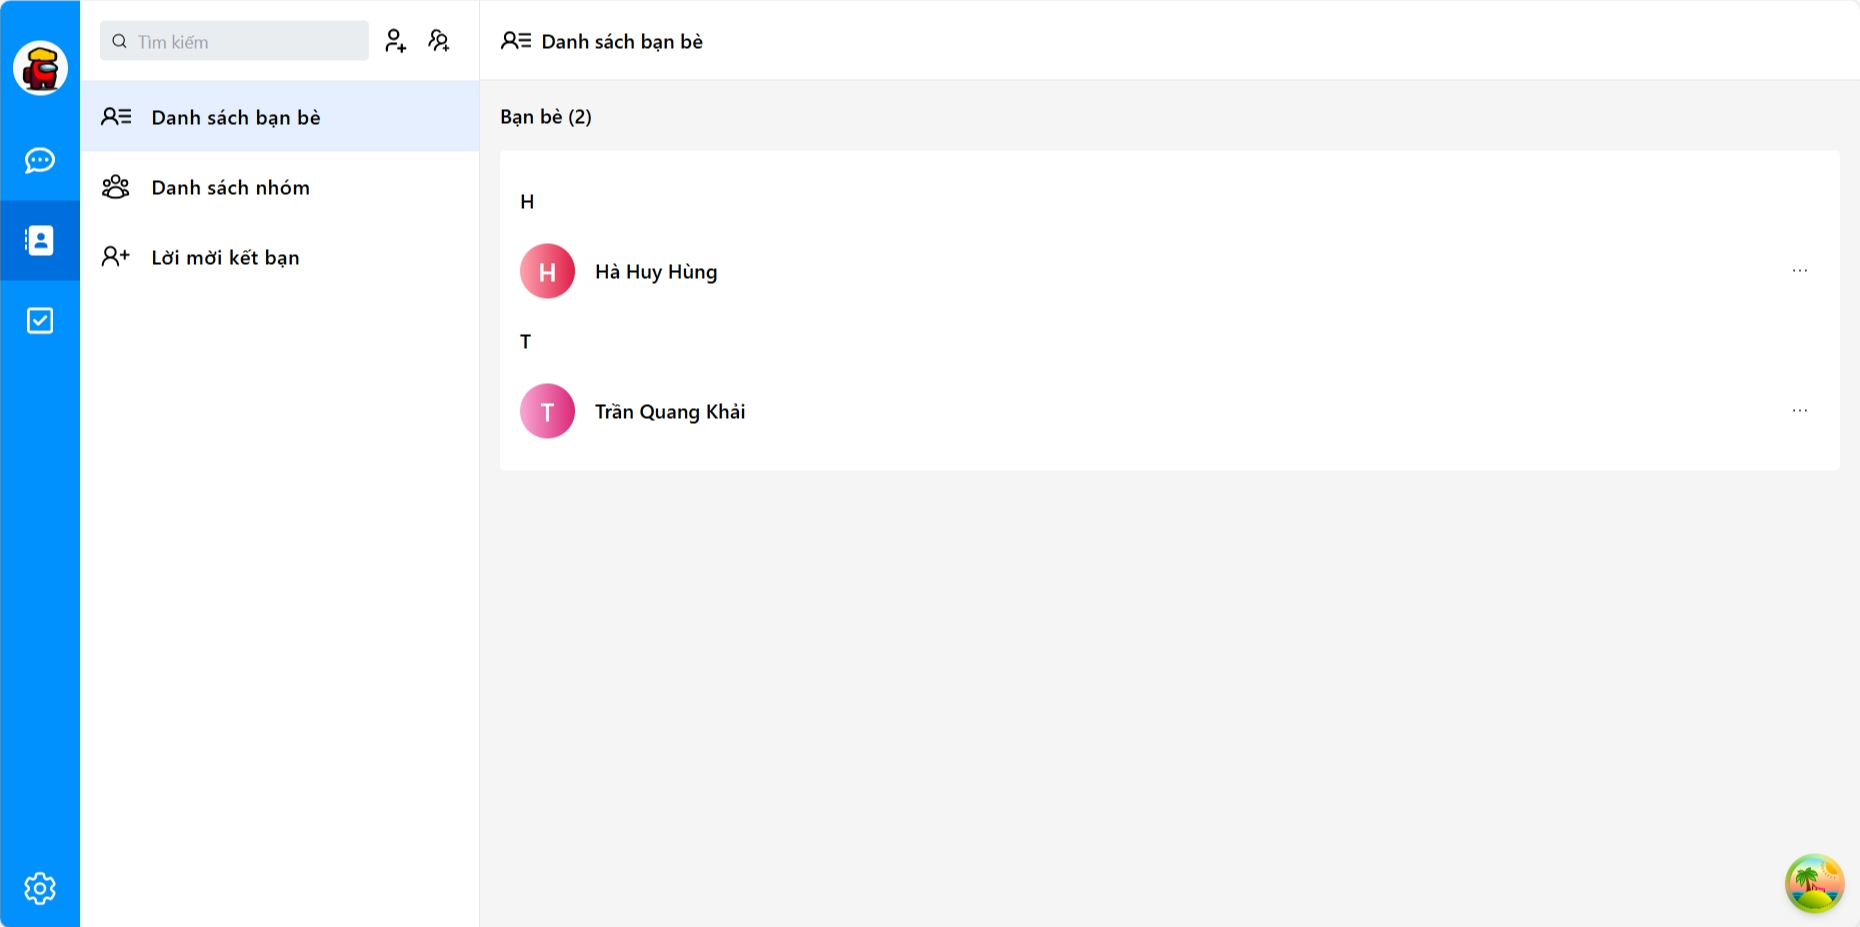 Tìm kiếm
Danh sách bạn bè
Danh sách nhóm
Lời mời kết bạn
Danh sách bạn bè
Bạn bè (2)
H
H
Hà Huy Hùng
...
T
T
Trần Quang Khải
...